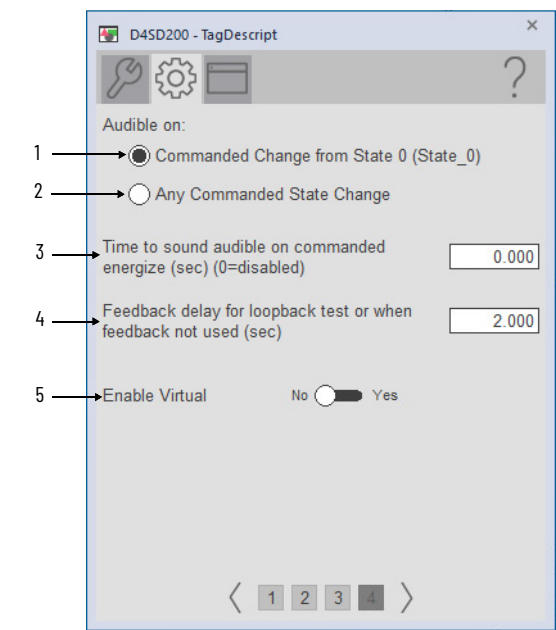 D4SD200 - TagDescript
×
?
Audible on:
1
Commanded Change from State 0 (State_0)
2
Any Commanded State Change
3
Time to sound audible on commanded
energize (sec) (0=disabled)
0.000
4
Feedback delay for loopback test or when
feedback not used (sec)
2.000
5
Enable Virtual No Yes
1 2 3 4